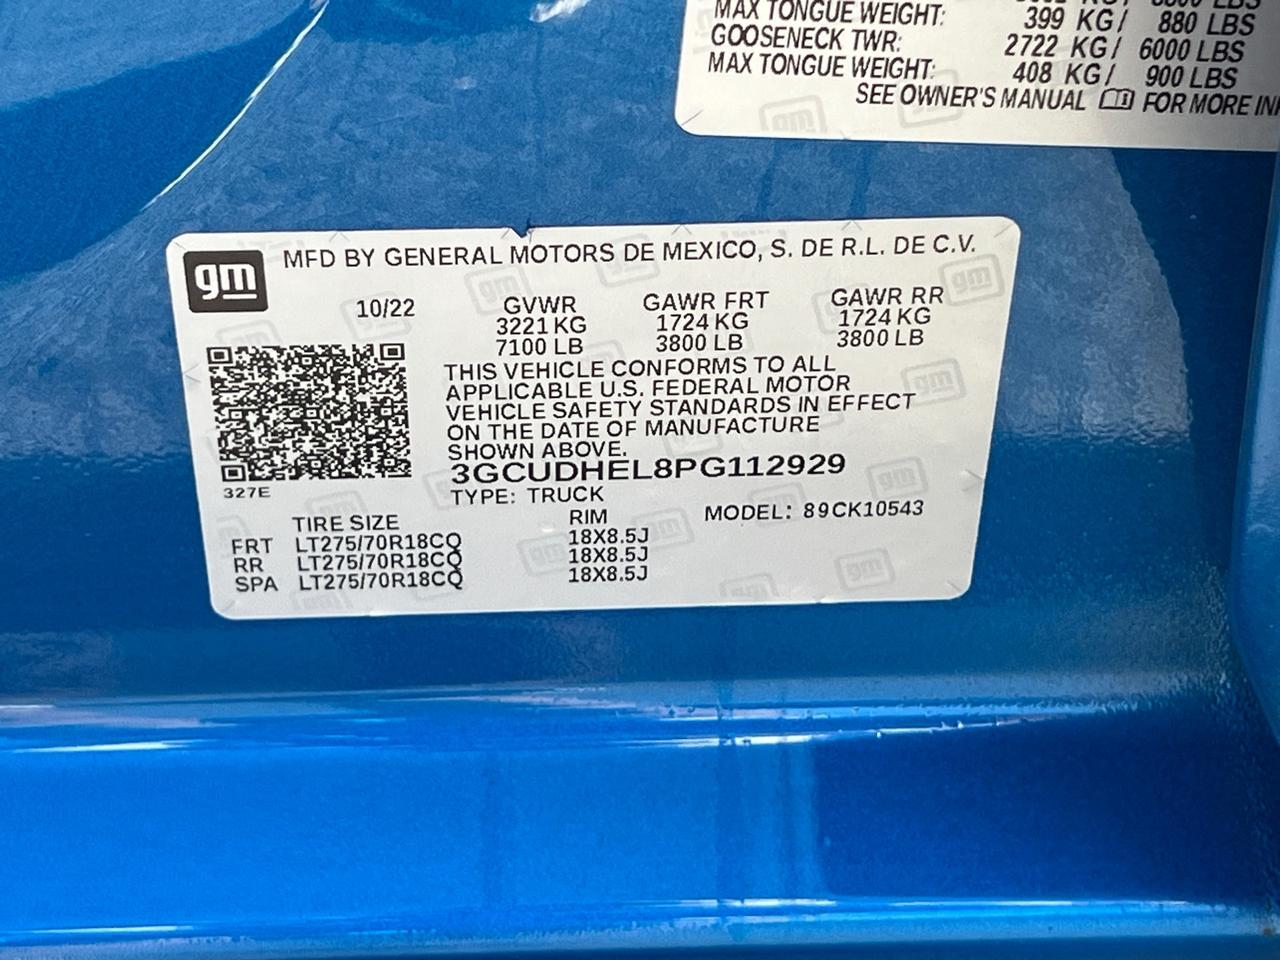 MAX TONGUE WEIGHT: 399 KG/ 880 LBS
GOOSENECK TWR: 2722 KG/ 6000 LBS
MAX TONGUE WEIGHT: 408 KG/ 900 LBS
SEE OWNER'S MANUAL FOR MORE
gm MFD BY GENERAL MOTORS DE MEXICO, S. DE R.L. DE C.V.
10/22 GVWR GAWR FRT GAWR RR
3221 KG 1724 KG 1724 KG
7100 LB 3800 LB 3800 LB
THIS VEHICLE CONFORMS TO ALL
APPLICABLE U.S. FEDERAL MOTOR
VEHICLE SAFETY STANDARDS IN EFFECT
ON THE DATE OF MANUFACTURE
SHOWN ABOVE.
3GCUDHEL8PG112929
327E TYPE: TRUCK
TIRE SIZE RIM MODEL: 89CK10543
FRT LT275/70R18CQ 18X8.5J
RR LT275/70R18CQ 18X8.5J
SPA LT275/70R18CQ 18X8.5J